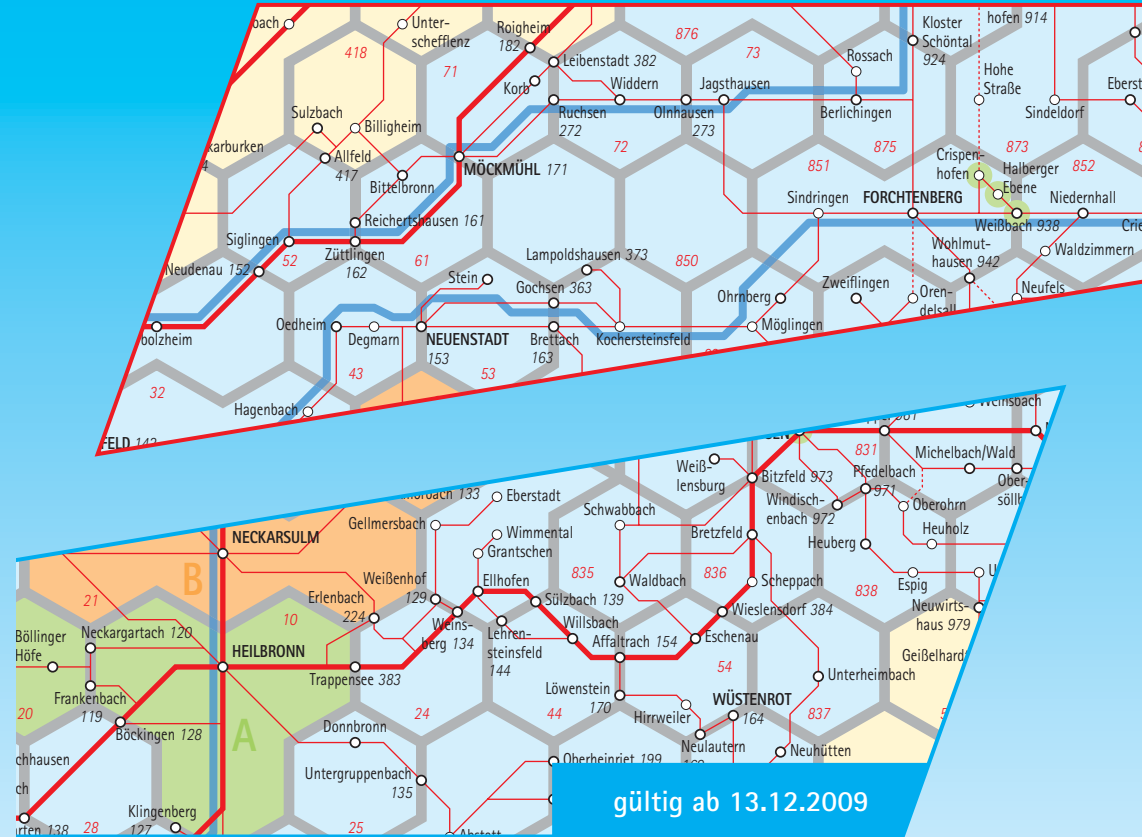 Unter-
schefflenz
418
71
Roigheim
182
876
73
Leibenstadt 382
Korb
Widdern
Jagsthausen
Rossach
Kloster
Schöntal
924
hofen 914
Hohe
Straße
Sindeldorf
Sulzbach
Billigheim
Ruchsen
272
Olnhausen
273
Berlichingen
Allfeld
417
Bittelbronn
MÖCKMÜHL 171
72
851
875
873
852
Crispen-
hofen
Halberger
Ebene
Reichertshausen 161
Sindringen
FORCHTENBERG
Niedernhall
Weißbach 938
Siglingen
Züttlingen
162
52
61
Neudenau 152
Stein
Lampoldshausen 373
Gochsen 363
850
Wohlmut-
hausen 942
Waldzimmern
Ohrnberg
Zweiflingen
Neufels
Oren-
delsall
Oedheim
Degmarn
NEUENSTADT
153
Brettach
163
Kochersteinsfeld
Möglingen
32
43
53
Hagenbach
FELD 142
Weinsbach
831
Michelbach/Wald
Weiß-
lensburg
Bitzfeld 973
Pfedelbach
971
Windisch-
enbach 972
Oberohrn
Heuholz
133
Eberstadt
Gellmersbach
Schwabbach
Bretzfeld
Heuberg
NECKARSULM
Wimmental
Grantschen
B
21
Weißenhof
129
Ellhofen
835
Waldbach
836
Scheppach
838
Espig
Neuwirts-
haus 979
Erlenbach
224
10
Weins-
berg 134
Sülzbach 139
Wieslensdorf 384
Böllinger
Höfe
Neckargartach 120
Lehren-
steinsfeld
144
Willsbach
Affaltrach 154
Eschenau
HEILBRONN
Trappensee 383
54
Unterheimbach
Frankenbach
119
20
24
44
Löwenstein
170
Hirrweiler
WÜSTENROT
164
837
Böckingen 128
A
Donnbronn
Neulautern
Neuhütten
Untergruppenbach
135
Oberheinriet 199
Klingenberg
127
28
25
138
gültig ab 13.12.2009